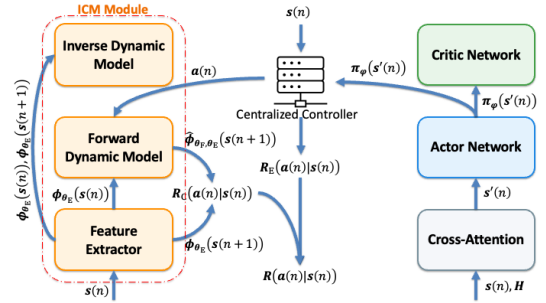 ICM Module
s(n)
Inverse Dynamic
Model
Critic Network
π_φ(s′(n))
a(n)
Centralized Controller
π_φ(s′(n))
ϕ_θE(s(n)), ϕ_θE(s(n+1))
Forward
Dynamic Model
ϕ̂_θF,θE(s(n+1))
R_E(a(n)|s(n))
Actor Network
ϕ_θE(s(n))
R_C(a(n)|s(n))
s′(n)
Feature
Extractor
ϕ_θE(s(n+1))
Cross-Attention
R(a(n)|s(n))
s(n)
s(n), H